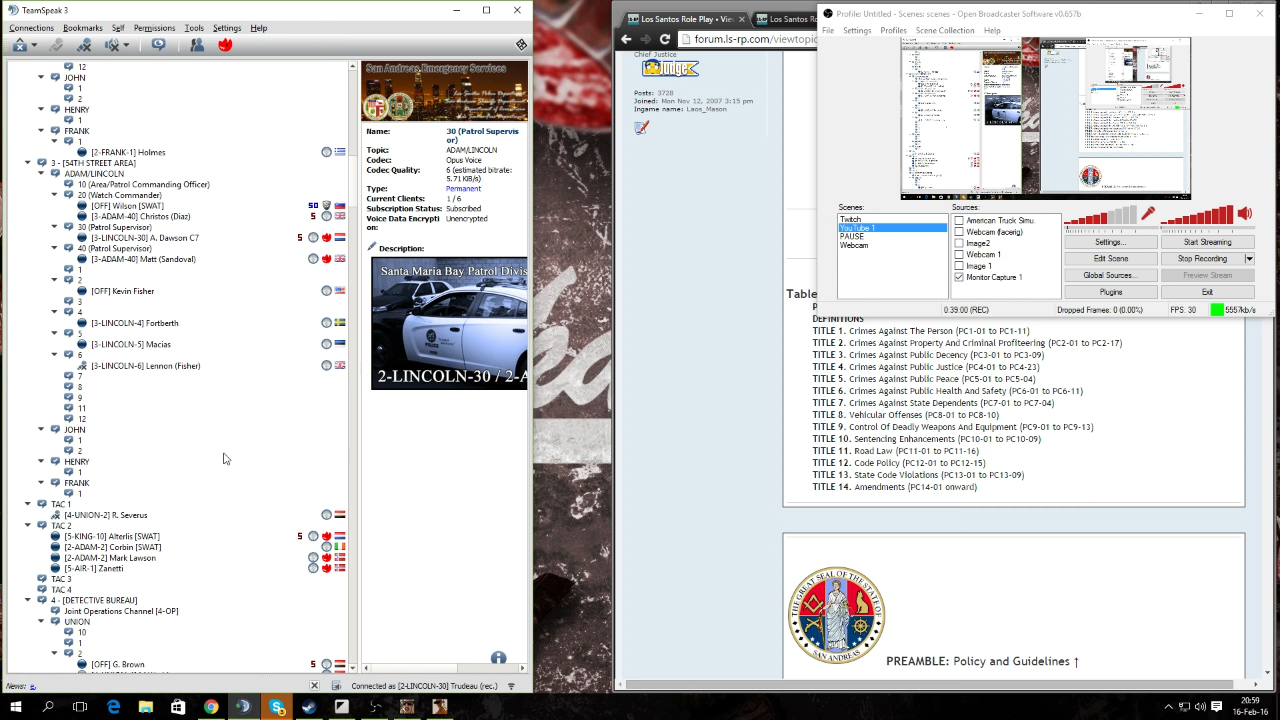 TeamSpeak 3
Connections Bookmarks Self Permissions Tools Settings Help
12
JOHN
1
2
HENRY
1
FRANK
1
[2-FRANK-1] Holmes
3 - [54TH STREET AREA]
ADAM/LINCOLN
10 (Area/Patrol Commanding Officer)
20 (Watch Commander)
[OFF] Wilson [SWAT]
[3-ADAM-40] Christos (Diaz)
30 (Patrol Supervisor)
[3-LINCOLN-30] A. Dawson C7
40 (Patrol Supervisor)
[3-ADAM-40] Matt (Sandoval)
1
2
[OFF] Kevin Fisher
3
4
[3-LINCOLN-4] Fortberth
5
[3-LINCOLN-5] Macias
6
[3-LINCOLN-6] Lennon (Fisher)
7
8
9
11
12
JOHN
1
2
HENRY
1
FRANK
1
TAC 1
[4-UNION-2] R. Severus
TAC 2
[5-KING-10] Alterlis [SWAT]
[2-ADAM-2] Corbin [SWAT]
[2-ADAM-2] Mark Lawson
[5-AIR-1] Zanetti
TAC 3
TAC 4
4 - [DETECTIVE BUREAU]
Joint Operations Channel [4-OP]
UNION
10
1
2
[OFF] G. Brown
San Andreas Emergency Services
Name: 30 (Patrol Supervisor)
Topic: ADAM/LINCOLN
Codec: Opus Voice
Codec Quality: 6 (estimated bitrate: 5.71 KiB/s)
Type: Permanent
Current Clients: 1 / 6
Subscription Status: Subscribed
Voice Data Encryption: Unencrypted
Description:
Santa Maria Bay Patrol Divis
2-LINCOLN-30 / 2-A
News: e.
Connected as [2-LINCOLN-30] Trudeau (rec.)
Los Santos Role Play • Vie
Los Santos Ro
forum.ls-rp.com/viewtopic
Chief Justice
Judge
Posts: 3728
Joined: Mon Nov 12, 2007 3:15 pm
Ingame name: Laos_Mason
Profile: Untitled - Scenes: scenes - Open Broadcaster Software v0.657b
File Settings Profiles Scene Collection Help
Scenes:
Twitch
YouTube 1
PAUSE
Webcam
Sources:
American Truck Simu
Webcam (facerig)
Image2
Webcam 1
Image 1
Monitor Capture 1
Settings... Start Streaming
Edit Scene Stop Recording
Global Sources... Preview Stream
Plugins Exit
0:39:00 (REC) Dropped Frames: 0 (0.00%) FPS: 30 5557kb/s
Table
DEFINITIONS
TITLE 1. Crimes Against The Person (PC1-01 to PC1-11)
TITLE 2. Crimes Against Property And Criminal Profiteering (PC2-01 to PC2-17)
TITLE 3. Crimes Against Public Decency (PC3-01 to PC3-09)
TITLE 4. Crimes Against Public Justice (PC4-01 to PC4-23)
TITLE 5. Crimes Against Public Peace (PC5-01 to PC5-04)
TITLE 6. Crimes Against Public Health And Safety (PC6-01 to PC6-11)
TITLE 7. Crimes Against State Dependents (PC7-01 to PC7-04)
TITLE 8. Vehicular Offenses (PC8-01 to PC8-10)
TITLE 9. Control Of Deadly Weapons And Equipment (PC9-01 to PC9-13)
TITLE 10. Sentencing Enhancements (PC10-01 to PC10-09)
TITLE 11. Road Law (PC11-01 to PC11-16)
TITLE 12. Code Policy (PC12-01 to PC12-15)
TITLE 13. State Code Violations (PC13-01 to PC13-09)
TITLE 14. Amendments (PC14-01 onward)
THE GREAT SEAL OF THE STATE OF SAN ANDREAS
PREAMBLE: Policy and Guidelines ↑
20:59
16-Feb-16